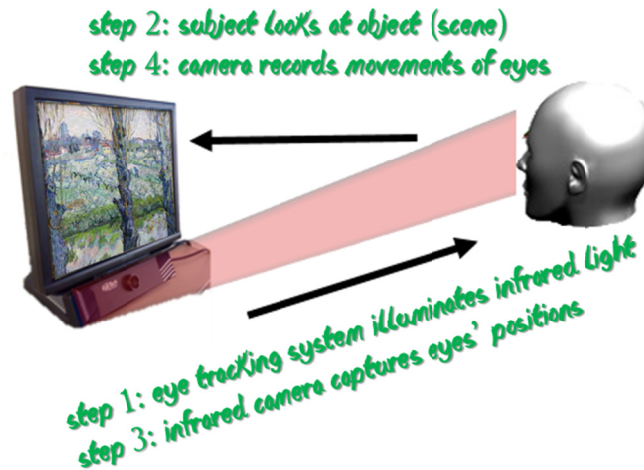 step 2: subject looks at object (scene)
step 4: camera records movements of eyes
step 1: eye tracking system illuminates infrared light
step 3: infrared camera captures eyes' positions